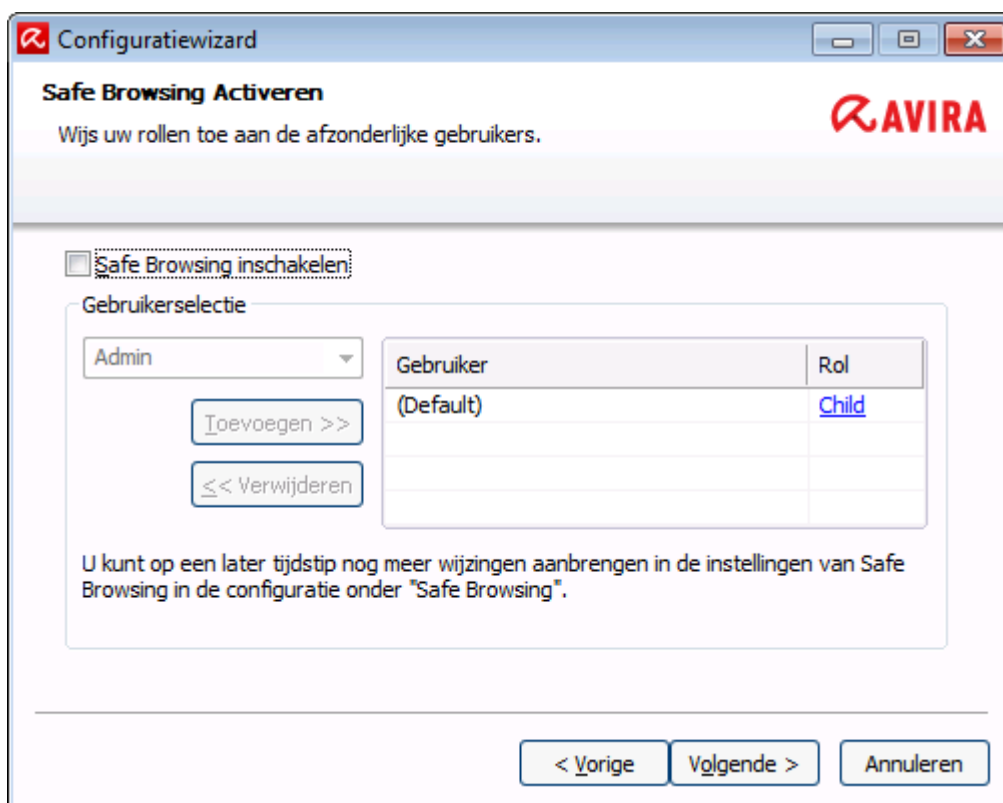 Configuratiewizard
Safe Browsing Activeren
Wijs uw rollen toe aan de afzonderlijke gebruikers.
AVIRA
Safe Browsing inschakelen
Gebruikerselectie
Admin
Gebruiker Rol
(Default) Child
Toevoegen >>
<< Verwijderen
U kunt op een later tijdstip nog meer wijzingen aanbrengen in de instellingen van Safe
Browsing in de configuratie onder "Safe Browsing".
< Vorige Volgende > Annuleren